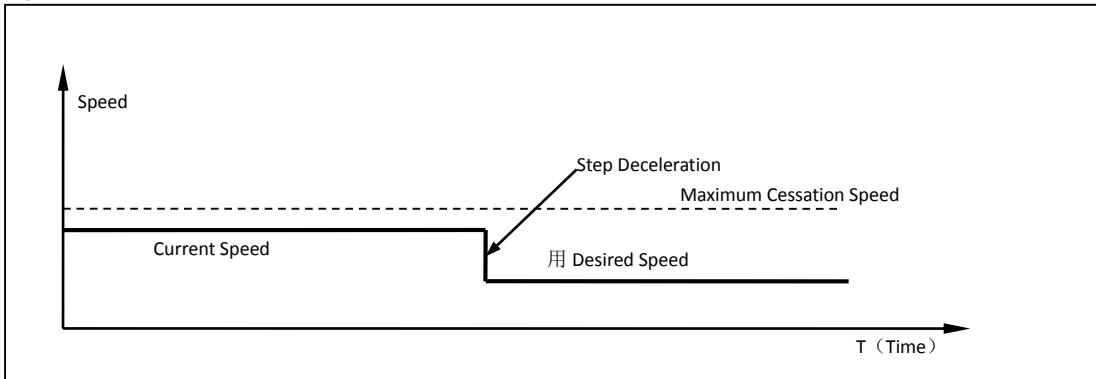 Speed
Step Deceleration
Maximum Cessation Speed
Current Speed
用 Desired Speed
T（Time）